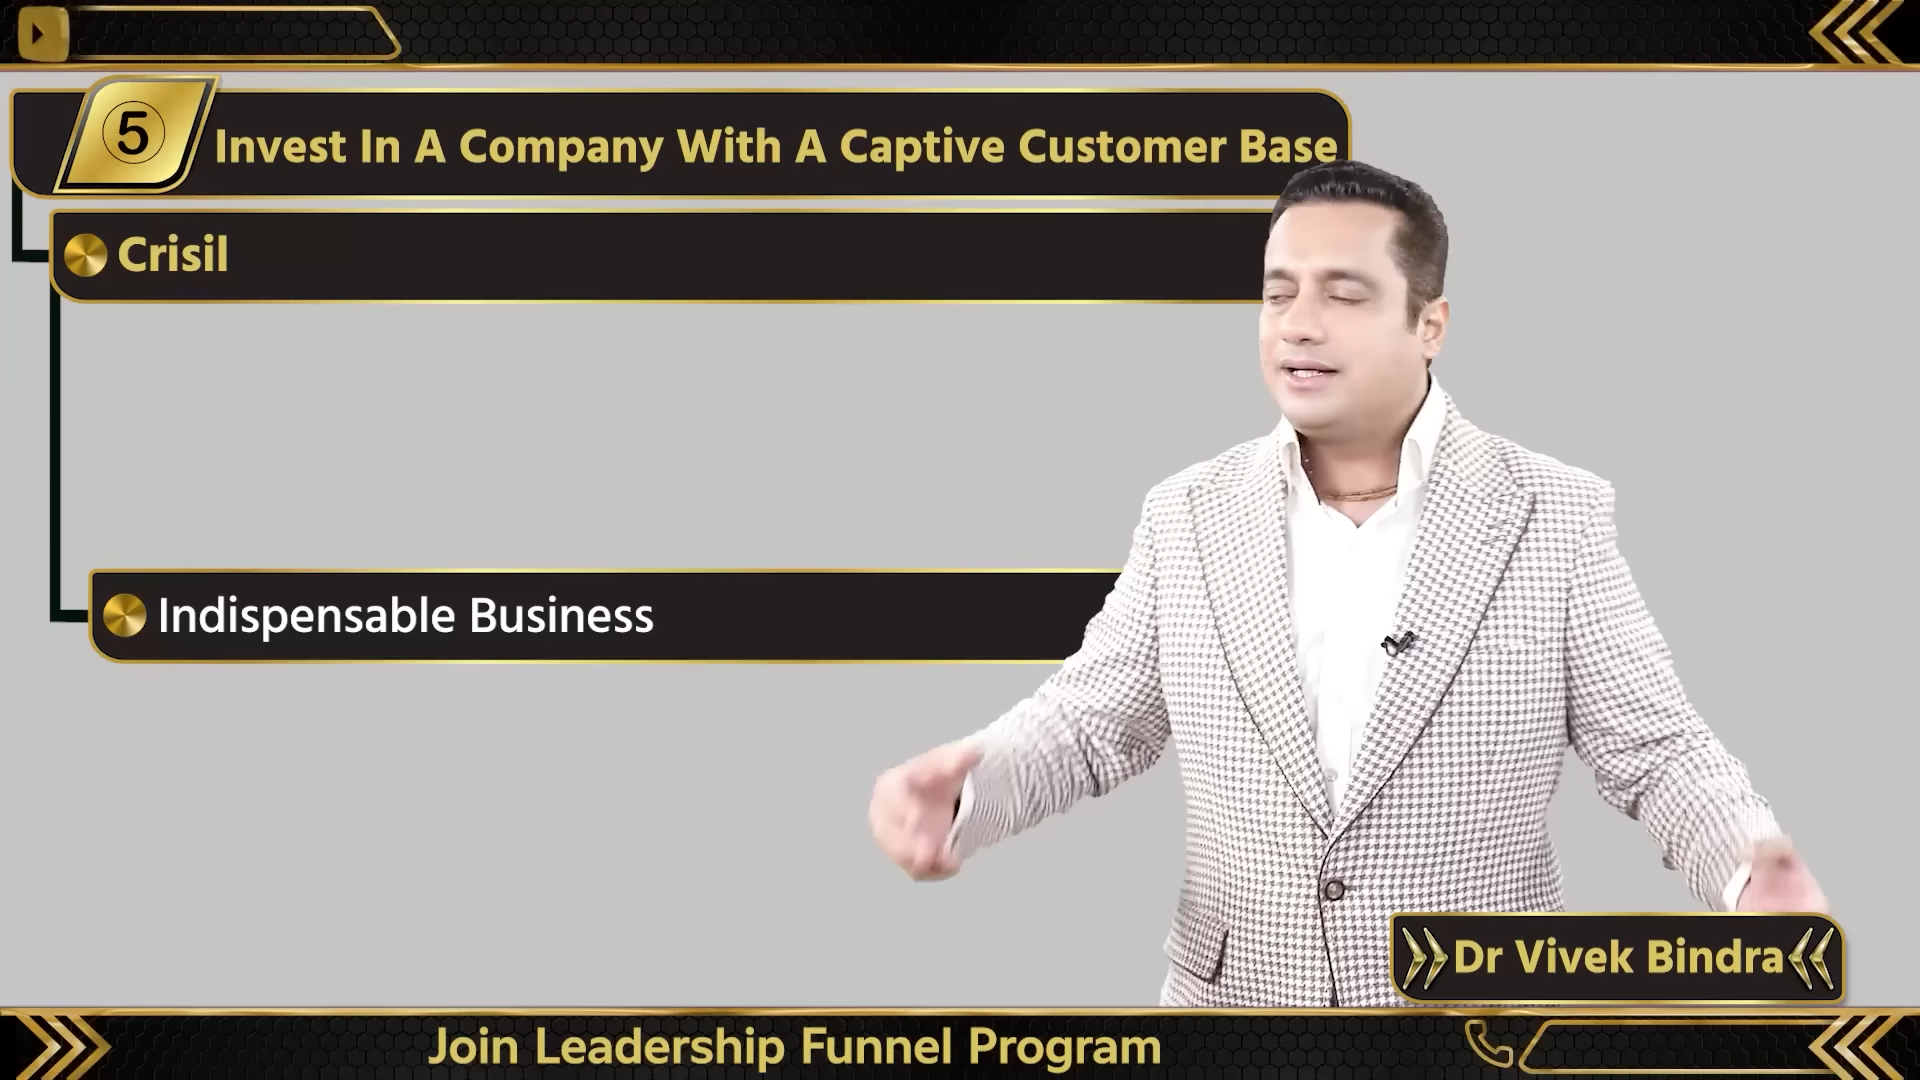 5 Invest In A Company With A Captive Customer Base
Crisil
Indispensable Business
Dr Vivek Bindra
Join Leadership Funnel Program